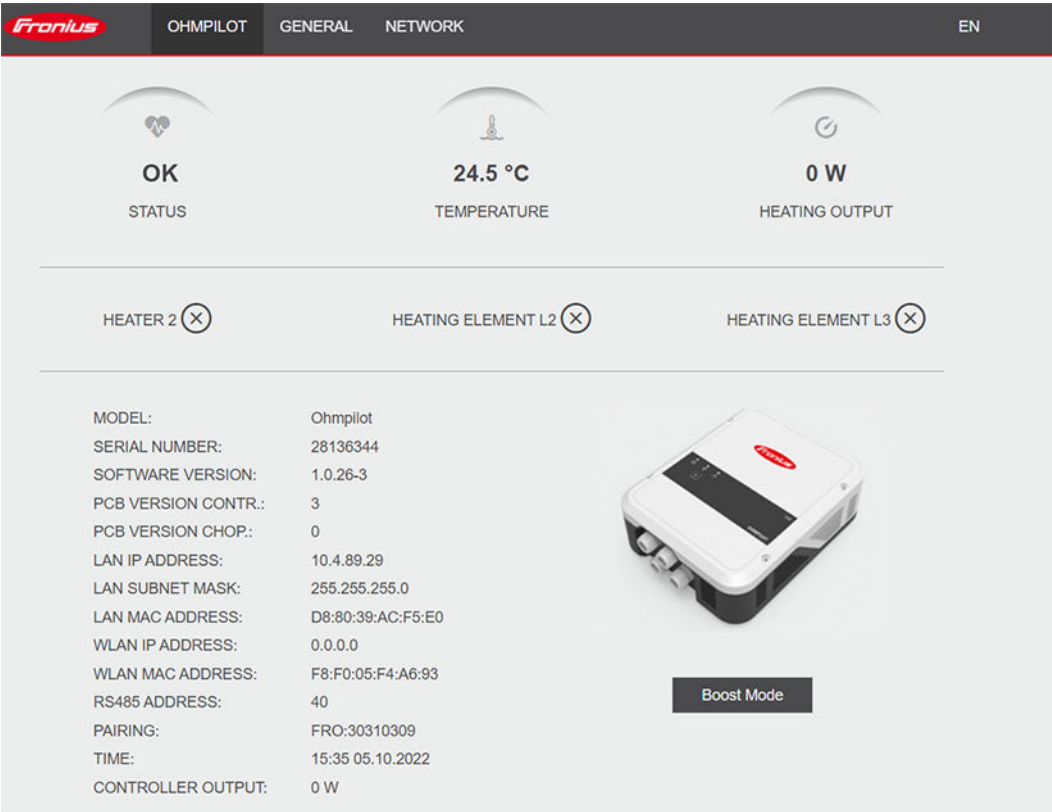 Fronius OHMPILOT GENERAL NETWORK EN
OK 24.5 °C 0 W
STATUS TEMPERATURE HEATING OUTPUT
HEATER 2 HEATING ELEMENT L2 HEATING ELEMENT L3
MODEL: Ohmpilot
SERIAL NUMBER: 28136344
SOFTWARE VERSION: 1.0.26-3
PCB VERSION CONTR.: 3
PCB VERSION CHOP.: 0
LAN IP ADDRESS: 10.4.89.29
LAN SUBNET MASK: 255.255.255.0
LAN MAC ADDRESS: D8:80:39:AC:F5:E0
WLAN IP ADDRESS: 0.0.0.0
WLAN MAC ADDRESS: F8:F0:05:F4:A6:93
RS485 ADDRESS: 40
PAIRING: FRO:30310309
TIME: 15:35 05.10.2022
CONTROLLER OUTPUT: 0 W
Fronius
Boost Mode